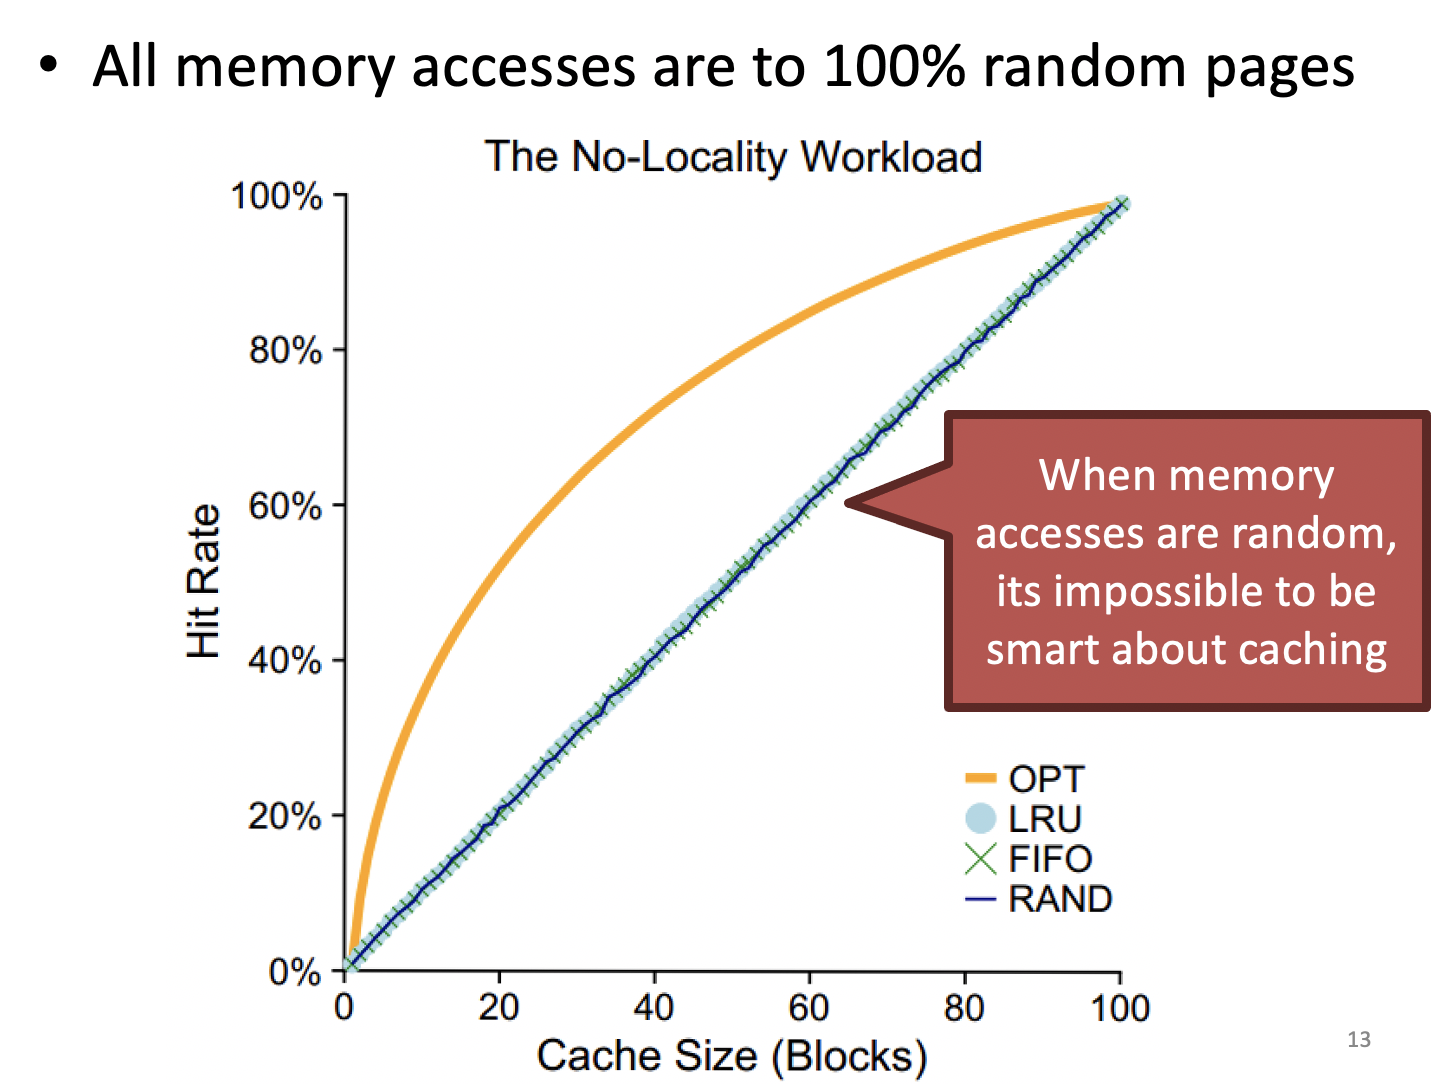 • All memory accesses are to 100% random pages
The No-Locality Workload
100%
80%
60%
40%
20%
0%
Hit Rate
0 20 40 60 80 100
Cache Size (Blocks)
When memory
accesses are random,
its impossible to be
smart about caching
OPT
LRU
FIFO
RAND
13